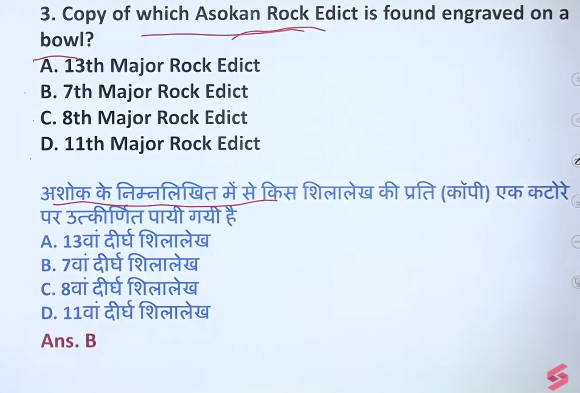 3. Copy of which Asokan Rock Edict is found engraved on a
bowl?
A. 13th Major Rock Edict
B. 7th Major Rock Edict
C. 8th Major Rock Edict
D. 11th Major Rock Edict
अशोक के निम्नलिखित में से किस शिलालेख की प्रति (कॉपी) एक कटोरे
पर उत्कीर्णित पायी गयी है
A. 13वां दीर्घ शिलालेख
B. 7वां दीर्घ शिलालेख
C. 8वां दीर्घ शिलालेख
D. 11वां दीर्घ शिलालेख
Ans. B